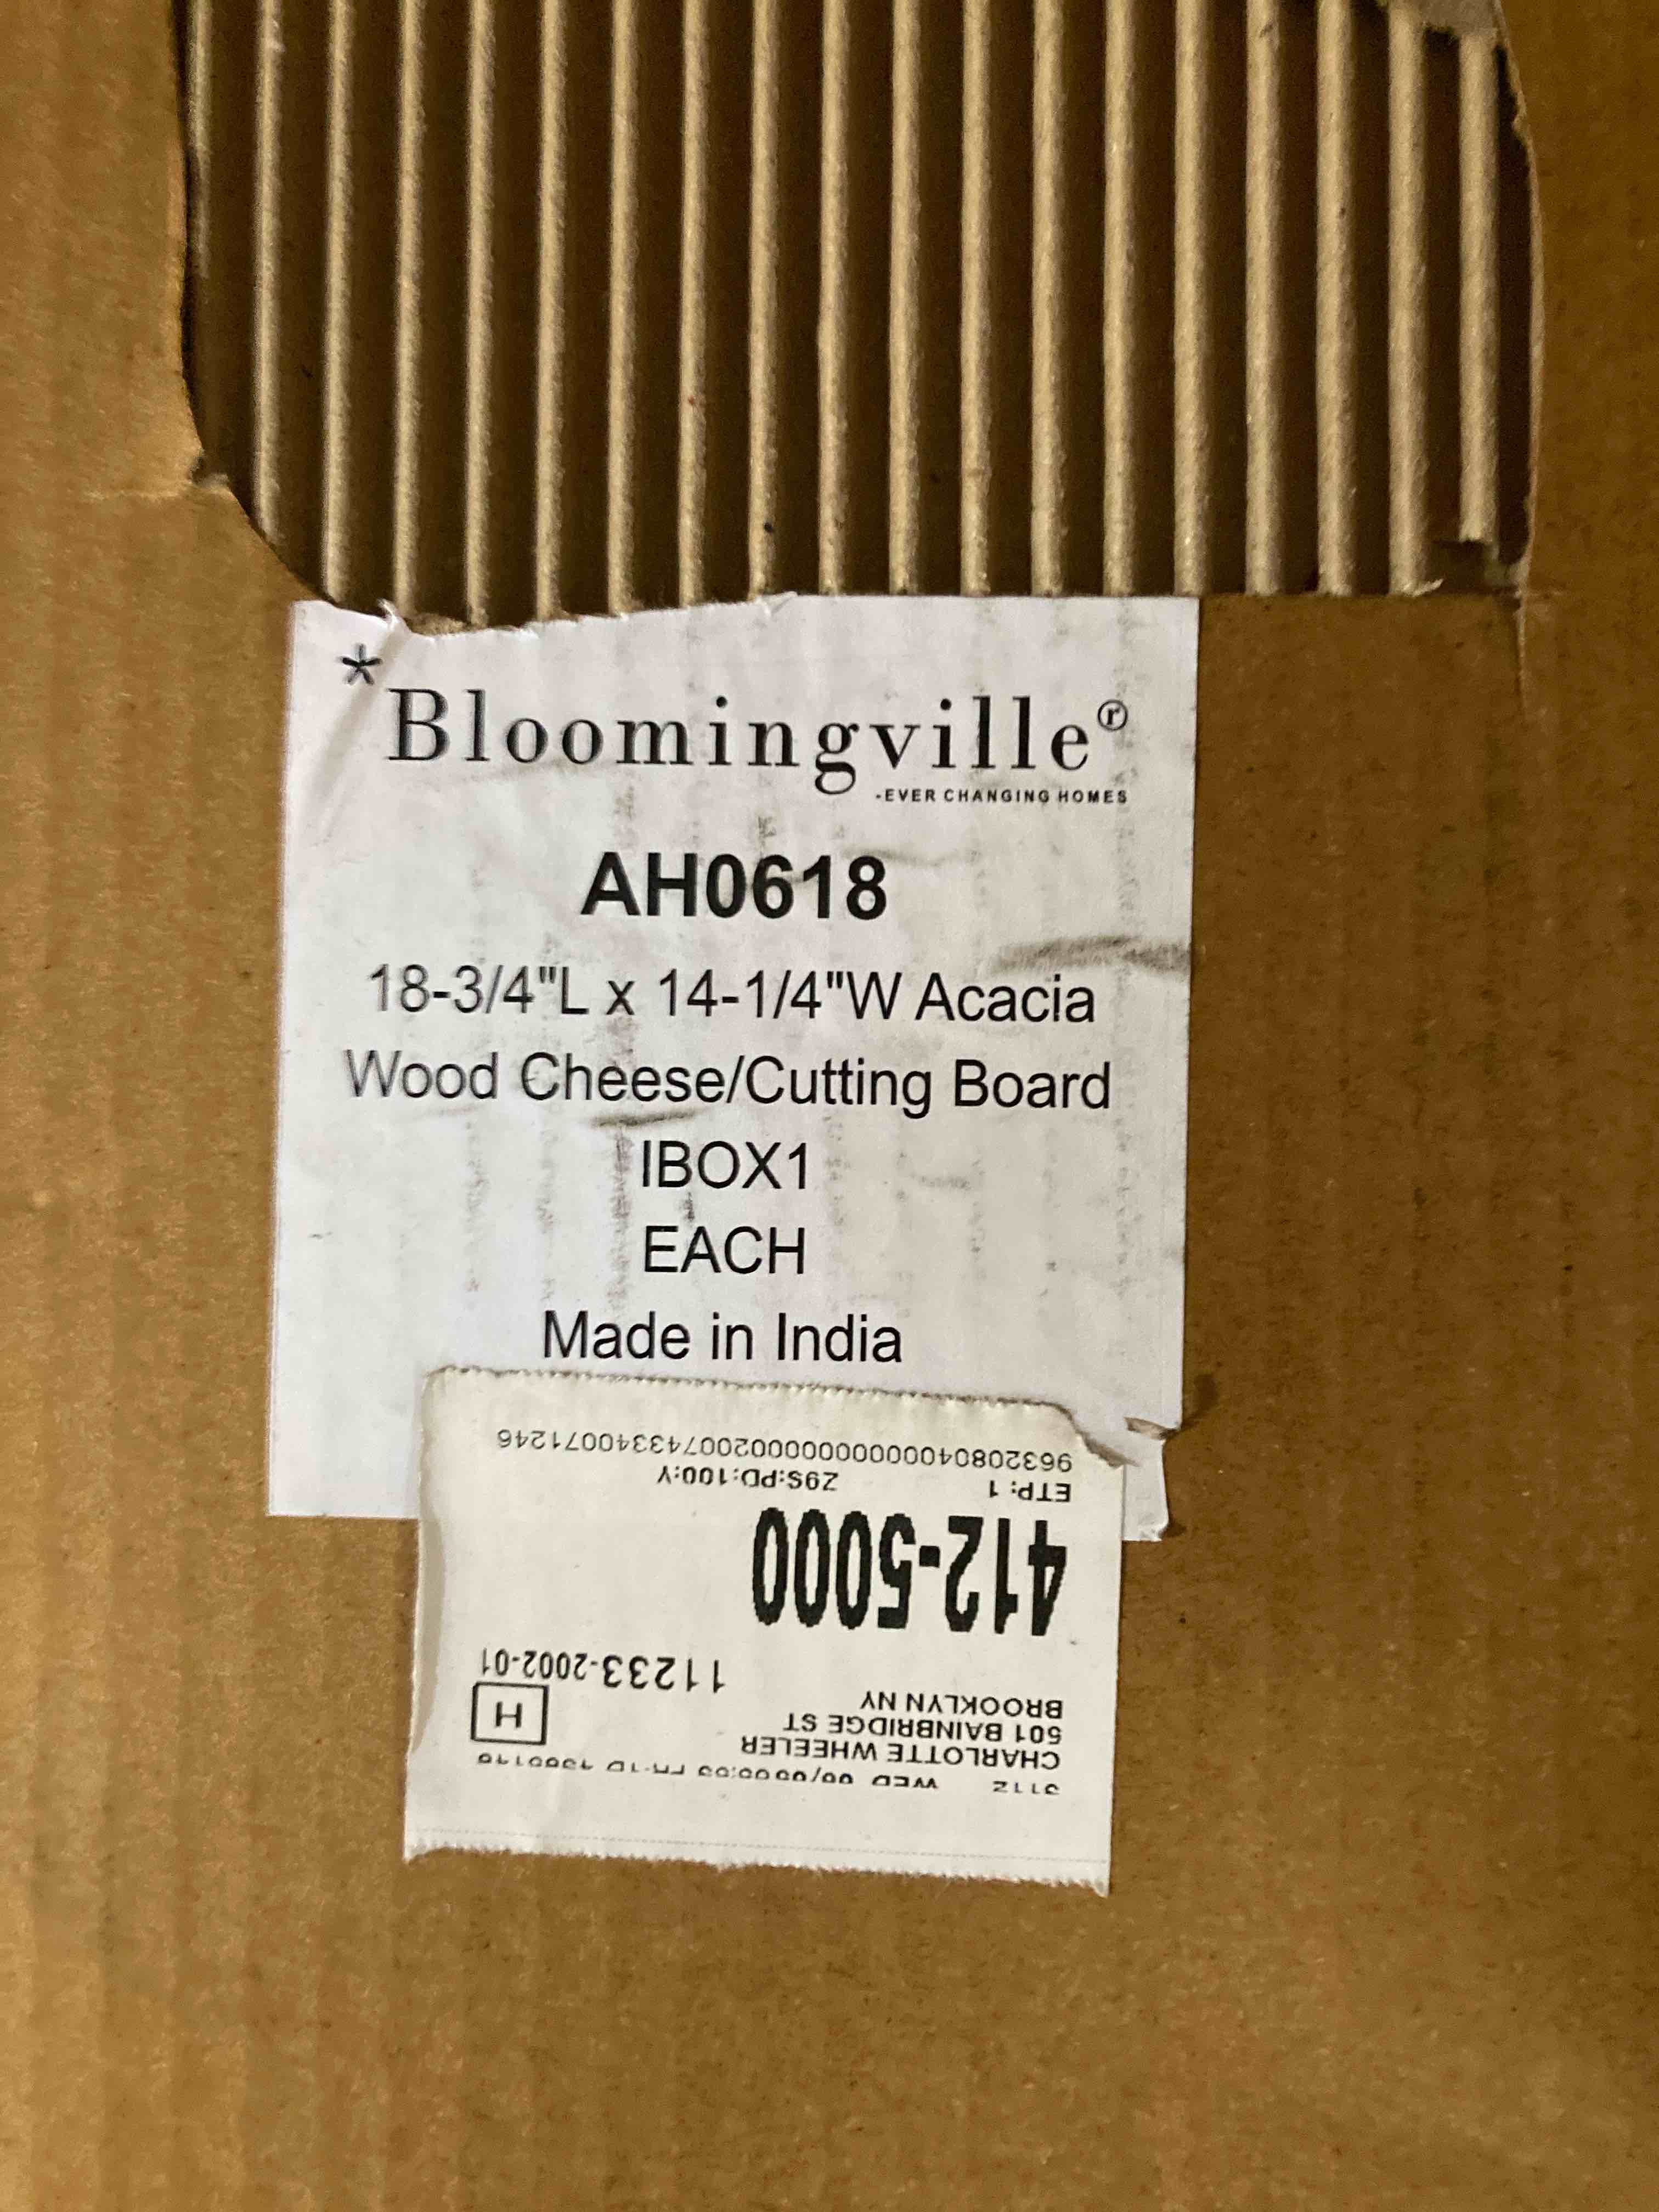 *Bloomingville®
-EVER CHANGING HOMES
AH0618
18-3/4"L x 14-1/4"W Acacia
Wood Cheese/Cutting Board
IBOX1
EACH
Made in India
WED
CHARLOTTE WHEELER
501 BAINBRIDGE ST
BROOKLYN NY
H
11233-2002-01
412-5000
ETP: 1 Z9S:PD:100:Y
9632080400000000000200743340071246